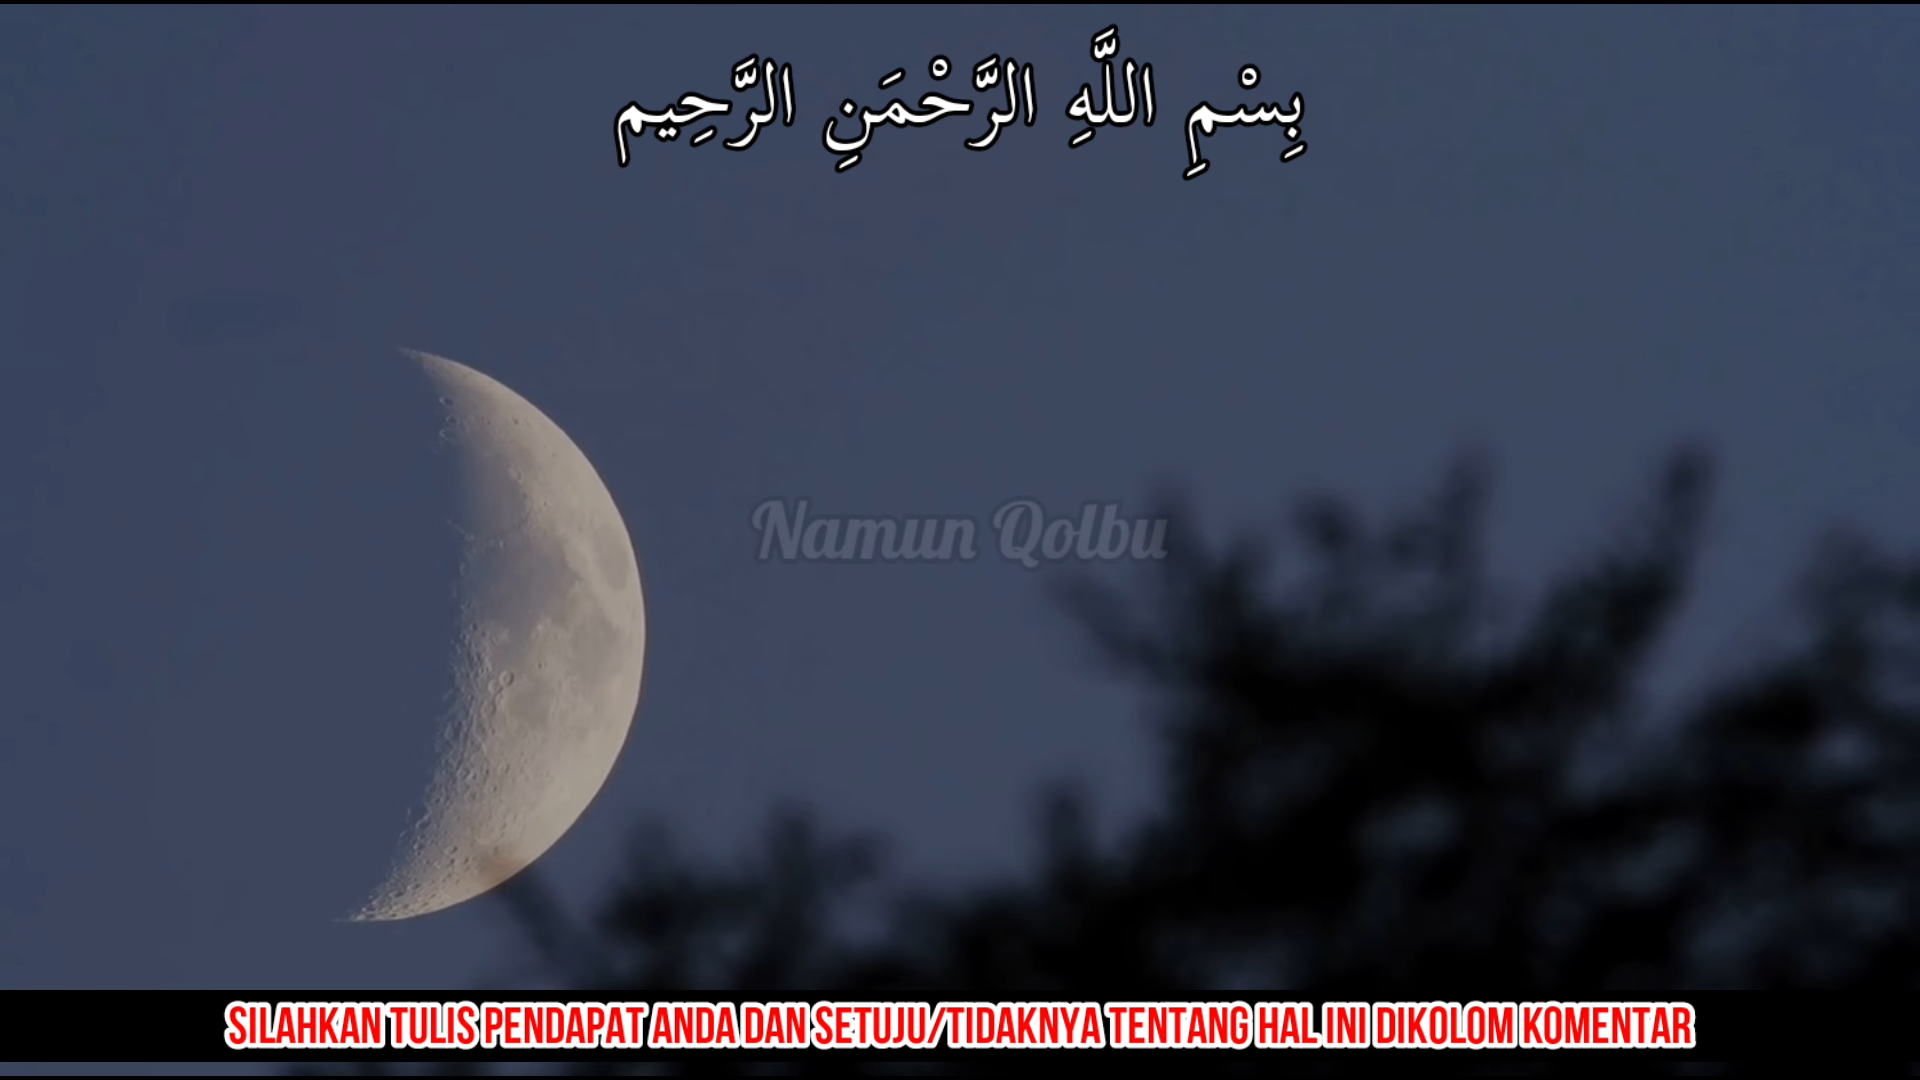 بِسْمِ اللَّهِ الرَّحْمَنِ الرَّحِيم
Namun Qolbu
SILAHKAN TULIS PENDAPAT ANDA DAN SETUJU/TIDAKNYA TENTANG HAL INI DIKOLOM KOMENTAR